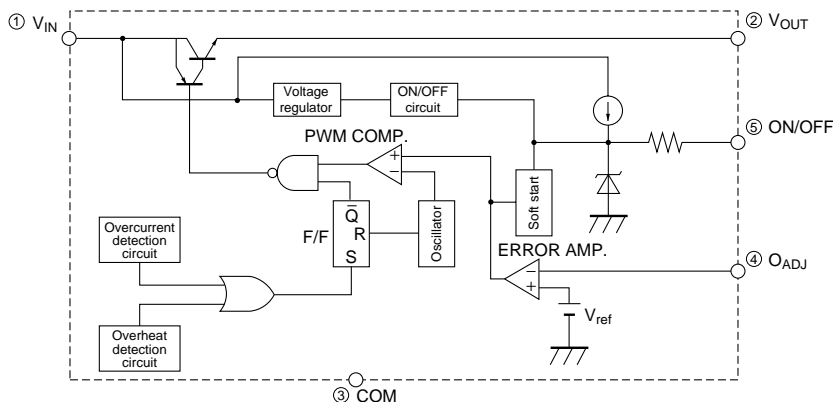 ① VIN
② VOUT
Voltage
regulator
ON/OFF
circuit
⑤ ON/OFF
PWM COMP.
+
−
Soft start
Q̅
R
S
F/F
Oscillator
Overcurrent
detection
circuit
ERROR AMP.
④ OADJ
−
+
Vref
Overheat
detection
circuit
③ COM